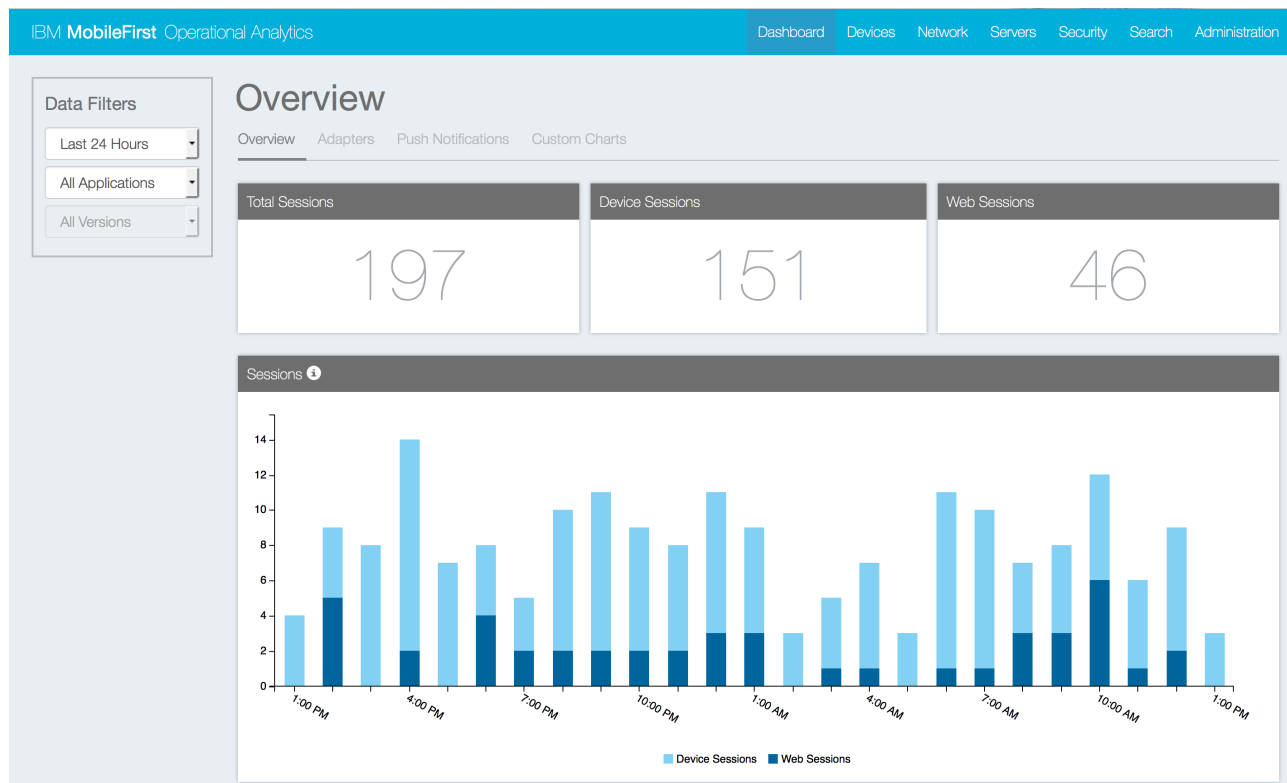 IBM MobileFirst Operational Analytics
Dashboard Devices Network Servers Security Search Administration
Data Filters
Last 24 Hours
All Applications
All Versions
Overview
Overview Adapters Push Notifications Custom Charts
Total Sessions
197
Device Sessions
151
Web Sessions
46
Sessions i
14
12
10
8
6
4
2
0
1:00 PM 4:00 PM 7:00 PM 10:00 PM 1:00 AM 4:00 AM 7:00 AM 10:00 AM 1:00 PM
Device Sessions Web Sessions